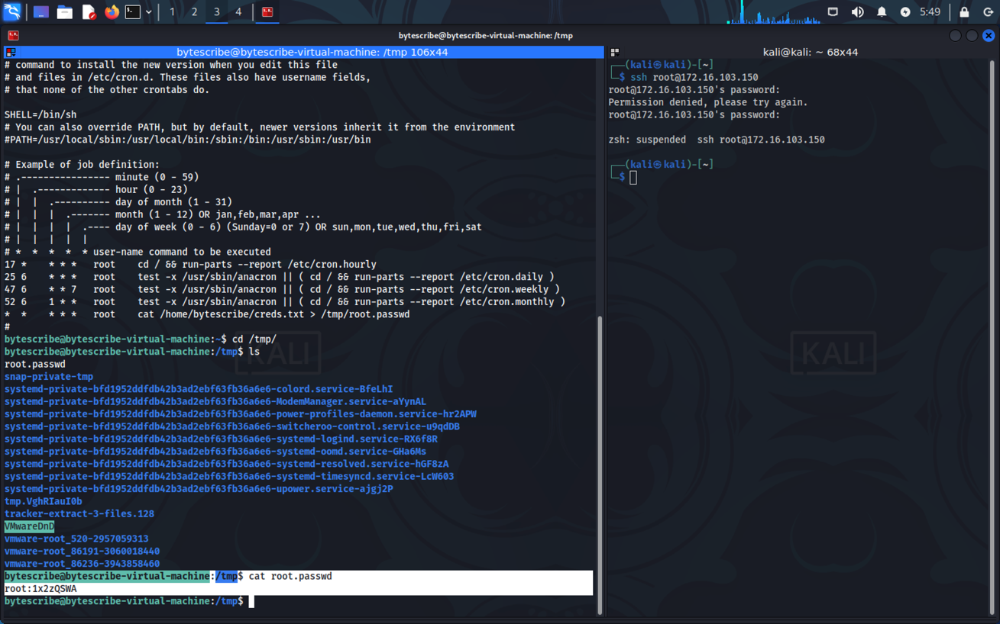 1 2 3 4 5:49
bytescribe@bytescribe-virtual-machine: /tmp
bytescribe@bytescribe-virtual-machine: /tmp 106x44
# command to install the new version when you edit this file
# and files in /etc/cron.d. These files also have username fields,
# that none of the other crontabs do.
SHELL=/bin/sh
# You can also override PATH, but by default, newer versions inherit it from the environment
#PATH=/usr/local/sbin:/usr/local/bin:/sbin:/bin:/usr/sbin:/usr/bin
# Example of job definition:
# .---------------- minute (0 - 59)
# |  .------------- hour (0 - 23)
# |  |  .---------- day of month (1 - 31)
# |  |  |  .------- month (1 - 12) OR jan,feb,mar,apr ...
# |  |  |  |  .---- day of week (0 - 6) (Sunday=0 or 7) OR sun,mon,tue,wed,thu,fri,sat
# |  |  |  |  |
# *  *  *  *  * user-name command to be executed
17 *    * * *   root    cd / && run-parts --report /etc/cron.hourly
25 6    * * *   root    test -x /usr/sbin/anacron || ( cd / && run-parts --report /etc/cron.daily )
47 6    * * 7   root    test -x /usr/sbin/anacron || ( cd / && run-parts --report /etc/cron.weekly )
52 6    1 * *   root    test -x /usr/sbin/anacron || ( cd / && run-parts --report /etc/cron.monthly )
*  *    * * *   root    cat /home/bytescribe/creds.txt > /tmp/root.passwd
#
bytescribe@bytescribe-virtual-machine:~$ cd /tmp/
bytescribe@bytescribe-virtual-machine:/tmp$ ls
root.passwd
snap-private-tmp
systemd-private-bfd1952ddfdb42b3ad2ebf63fb36a6e6-colord.service-BfeLhI
systemd-private-bfd1952ddfdb42b3ad2ebf63fb36a6e6-ModemManager.service-aYynAL
systemd-private-bfd1952ddfdb42b3ad2ebf63fb36a6e6-power-profiles-daemon.service-hr2APW
systemd-private-bfd1952ddfdb42b3ad2ebf63fb36a6e6-switcheroo-control.service-u9qdDB
systemd-private-bfd1952ddfdb42b3ad2ebf63fb36a6e6-systemd-logind.service-RX6f8R
systemd-private-bfd1952ddfdb42b3ad2ebf63fb36a6e6-systemd-oomd.service-GHa6Ms
systemd-private-bfd1952ddfdb42b3ad2ebf63fb36a6e6-systemd-resolved.service-hGF8zA
systemd-private-bfd1952ddfdb42b3ad2ebf63fb36a6e6-systemd-timesyncd.service-LcW603
systemd-private-bfd1952ddfdb42b3ad2ebf63fb36a6e6-upower.service-ajgj2P
tmp.VghRIauI0b
tracker-extract-3-files.128
VMwareDnD
vmware-root_520-2957059313
vmware-root_86191-3060018440
vmware-root_86236-3943858460
bytescribe@bytescribe-virtual-machine:/tmp$ cat root.passwd
root:1x2zQSWA
bytescribe@bytescribe-virtual-machine:/tmp$
KALI
kali@kali: ~ 68x44
┌──(kali㉿kali)-[~]
└─$ ssh root@172.16.103.150
root@172.16.103.150's password:
Permission denied, please try again.
root@172.16.103.150's password:
zsh: suspended  ssh root@172.16.103.150
┌──(kali㉿kali)-[~]
└─$
KALI